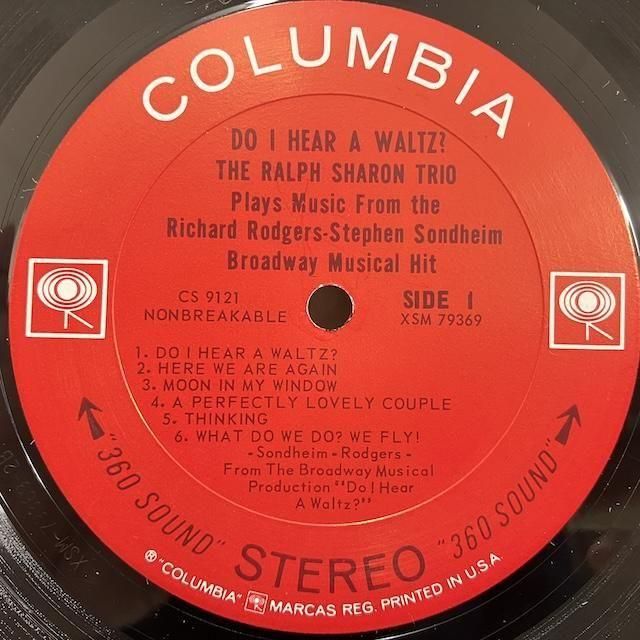 COLUMBIA
DO I HEAR A WALTZ?
THE RALPH SHARON TRIO
Plays Music From the
Richard Rodgers-Stephen Sondheim
Broadway Musical Hit
CS 9121
NONBREAKABLE
SIDE I
XSM 79369
1. DO I HEAR A WALTZ?
2. HERE WE ARE AGAIN
3. MOON IN MY WINDOW
4. A PERFECTLY LOVELY COUPLE
5. THINKING
6. WHAT DO WE DO? WE FLY!
-Sondheim - Rodgers -
From The Broadway Musical
Production "Do I Hear
A Waltz?"
"360 SOUND" STEREO "360 SOUND"
® "COLUMBIA" MARCAS REG. PRINTED IN U.S.A.